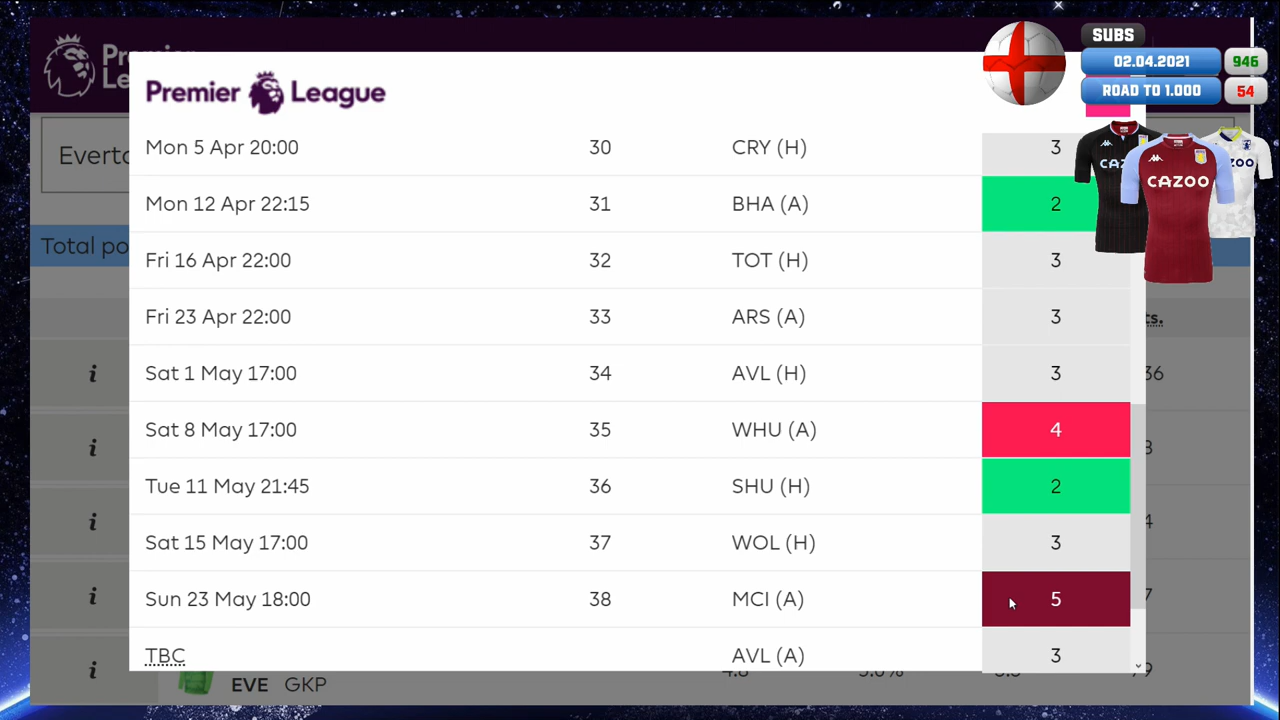 SUBS
02.04.2021 946
ROAD TO 1.000 54
Premier League
Everto
Total po
Mon 5 Apr 20:00 30 CRY (H) 3
Mon 12 Apr 22:15 31 BHA (A) 2
Fri 16 Apr 22:00 32 TOT (H) 3
Fri 23 Apr 22:00 33 ARS (A) 3
Sat 1 May 17:00 34 AVL (H) 3
Sat 8 May 17:00 35 WHU (A) 4
Tue 11 May 21:45 36 SHU (H) 2
Sat 15 May 17:00 37 WOL (H) 3
Sun 23 May 18:00 38 MCI (A) 5
TBC AVL (A) 3
EVE GKP
CAZOO